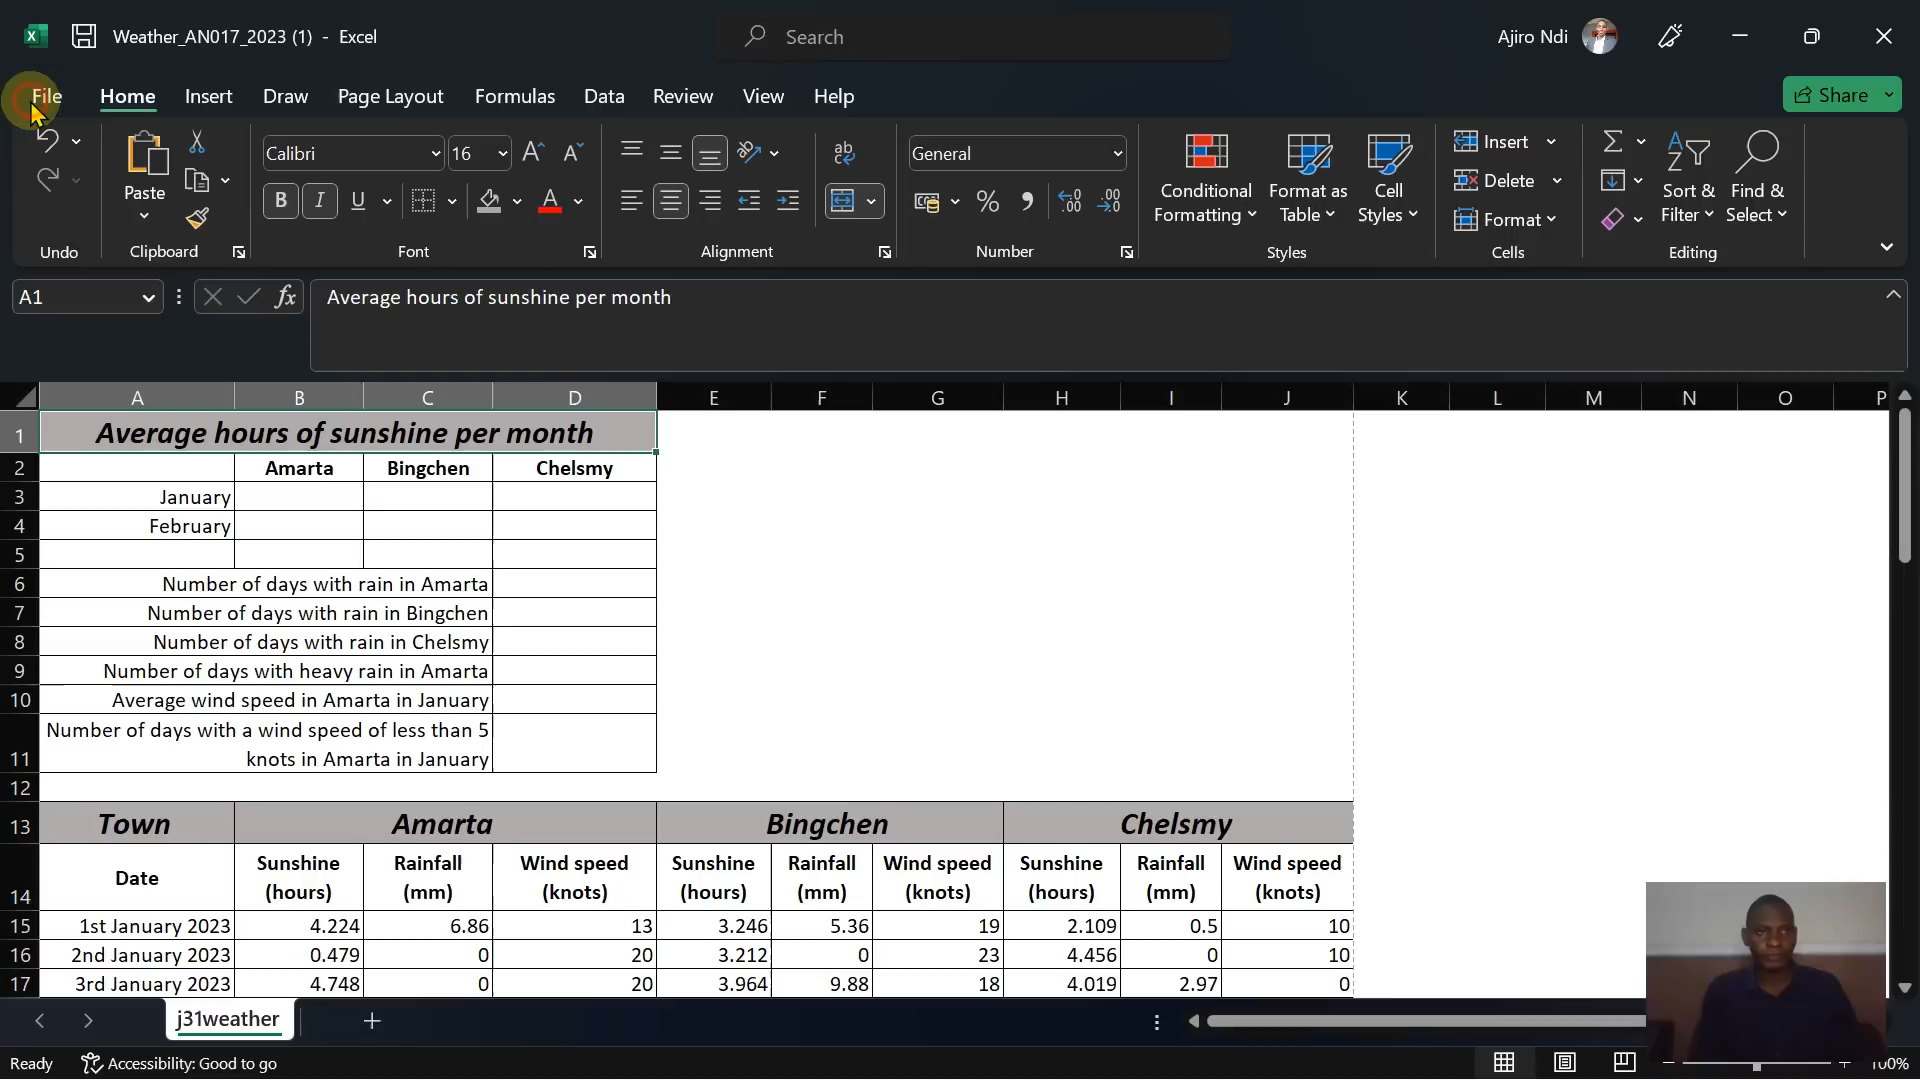 Weather_AN017_2023 (1) - Excel
Search
Ajiro Ndi
File Home Insert Draw Page Layout Formulas Data Review View Help
Share
Paste
Calibri 16
General
Conditional Formatting
Format as Table
Cell Styles
Insert
Delete
Format
Sort & Filter
Find & Select
Undo Clipboard Font Alignment Number Styles Cells Editing
A1 fx Average hours of sunshine per month
A B C D E F G H I J K L M N O P
1 Average hours of sunshine per month
2 Amarta Bingchen Chelsmy
3 January
4 February
5
6 Number of days with rain in Amarta
7 Number of days with rain in Bingchen
8 Number of days with rain in Chelsmy
9 Number of days with heavy rain in Amarta
10 Average wind speed in Amarta in January
Number of days with a wind speed of less than 5
11 knots in Amarta in January
12
13 Town Amarta Bingchen Chelsmy
14 Date Sunshine (hours) Rainfall (mm) Wind speed (knots) Sunshine (hours) Rainfall (mm) Wind speed (knots) Sunshine (hours) Rainfall (mm) Wind speed (knots)
15 1st January 2023 4.224 6.86 13 3.246 5.36 19 2.109 0.5 10
16 2nd January 2023 0.479 0 20 3.212 0 23 4.456 0 10
17 3rd January 2023 4.748 0 20 3.964 9.88 18 4.019 2.97 0
j31weather
Ready Accessibility: Good to go 100%